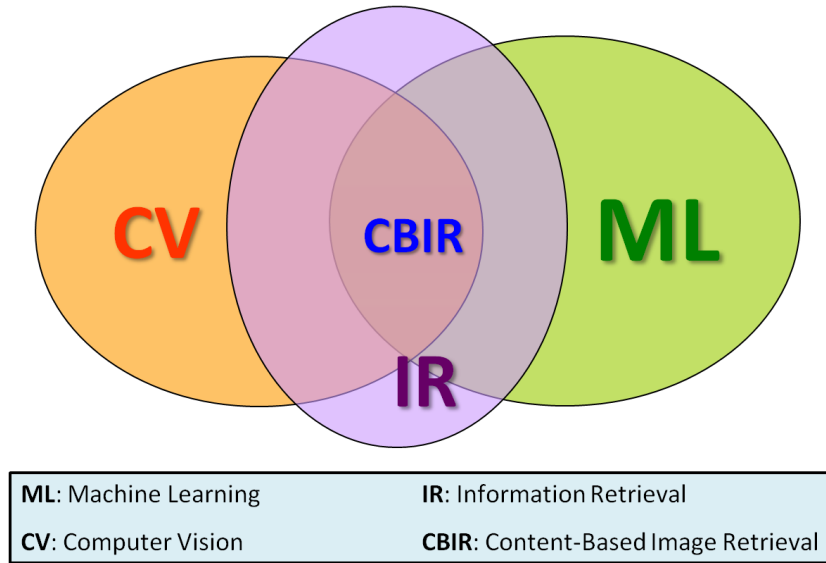 CV
CBIR
ML
IR
ML: Machine Learning
IR: Information Retrieval
CV: Computer Vision
CBIR: Content-Based Image Retrieval